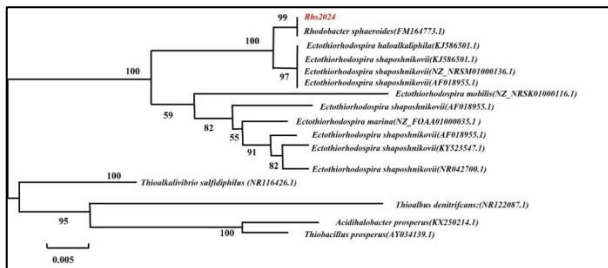 99
Rhs2024
Rhodobacter sphaeroides(FM164773.1)
100
Ectothiorhodospira haloalkaliphila(KJ586501.1)
Ectothiorhodospira shaposhnikovii(KJ586501.1)
Ectothiorhodospira shaposhnikovii(NZ_NRSM01000136.1)
97
Ectothiorhodospira shaposhnikovii(AF018955.1)
100
Ectothiorhodospira mobilis(NZ_NRSK01000116.1)
59
Ectothiorhodospira shaposhnikovii(AF018955.1)
82
Ectothiorhodospira marina(NZ_FOAA01000035.1 )
55
Ectothiorhodospira shaposhnikovii(AF018955.1)
91
Ectothiorhodospira shaposhnikovii(KY523547.1)
82
Ectothiorhodospira shaposhnikovii(NR042700.1)
100
Thioalkalivibrio sulfidiphilus (NR116426.1)
95
Thioalbus denitrifcans:(NR122087.1)
Acidihalobacter prosperus(KX250214.1)
100
Thiobacillus prosperus(AY034139.1)
0.005